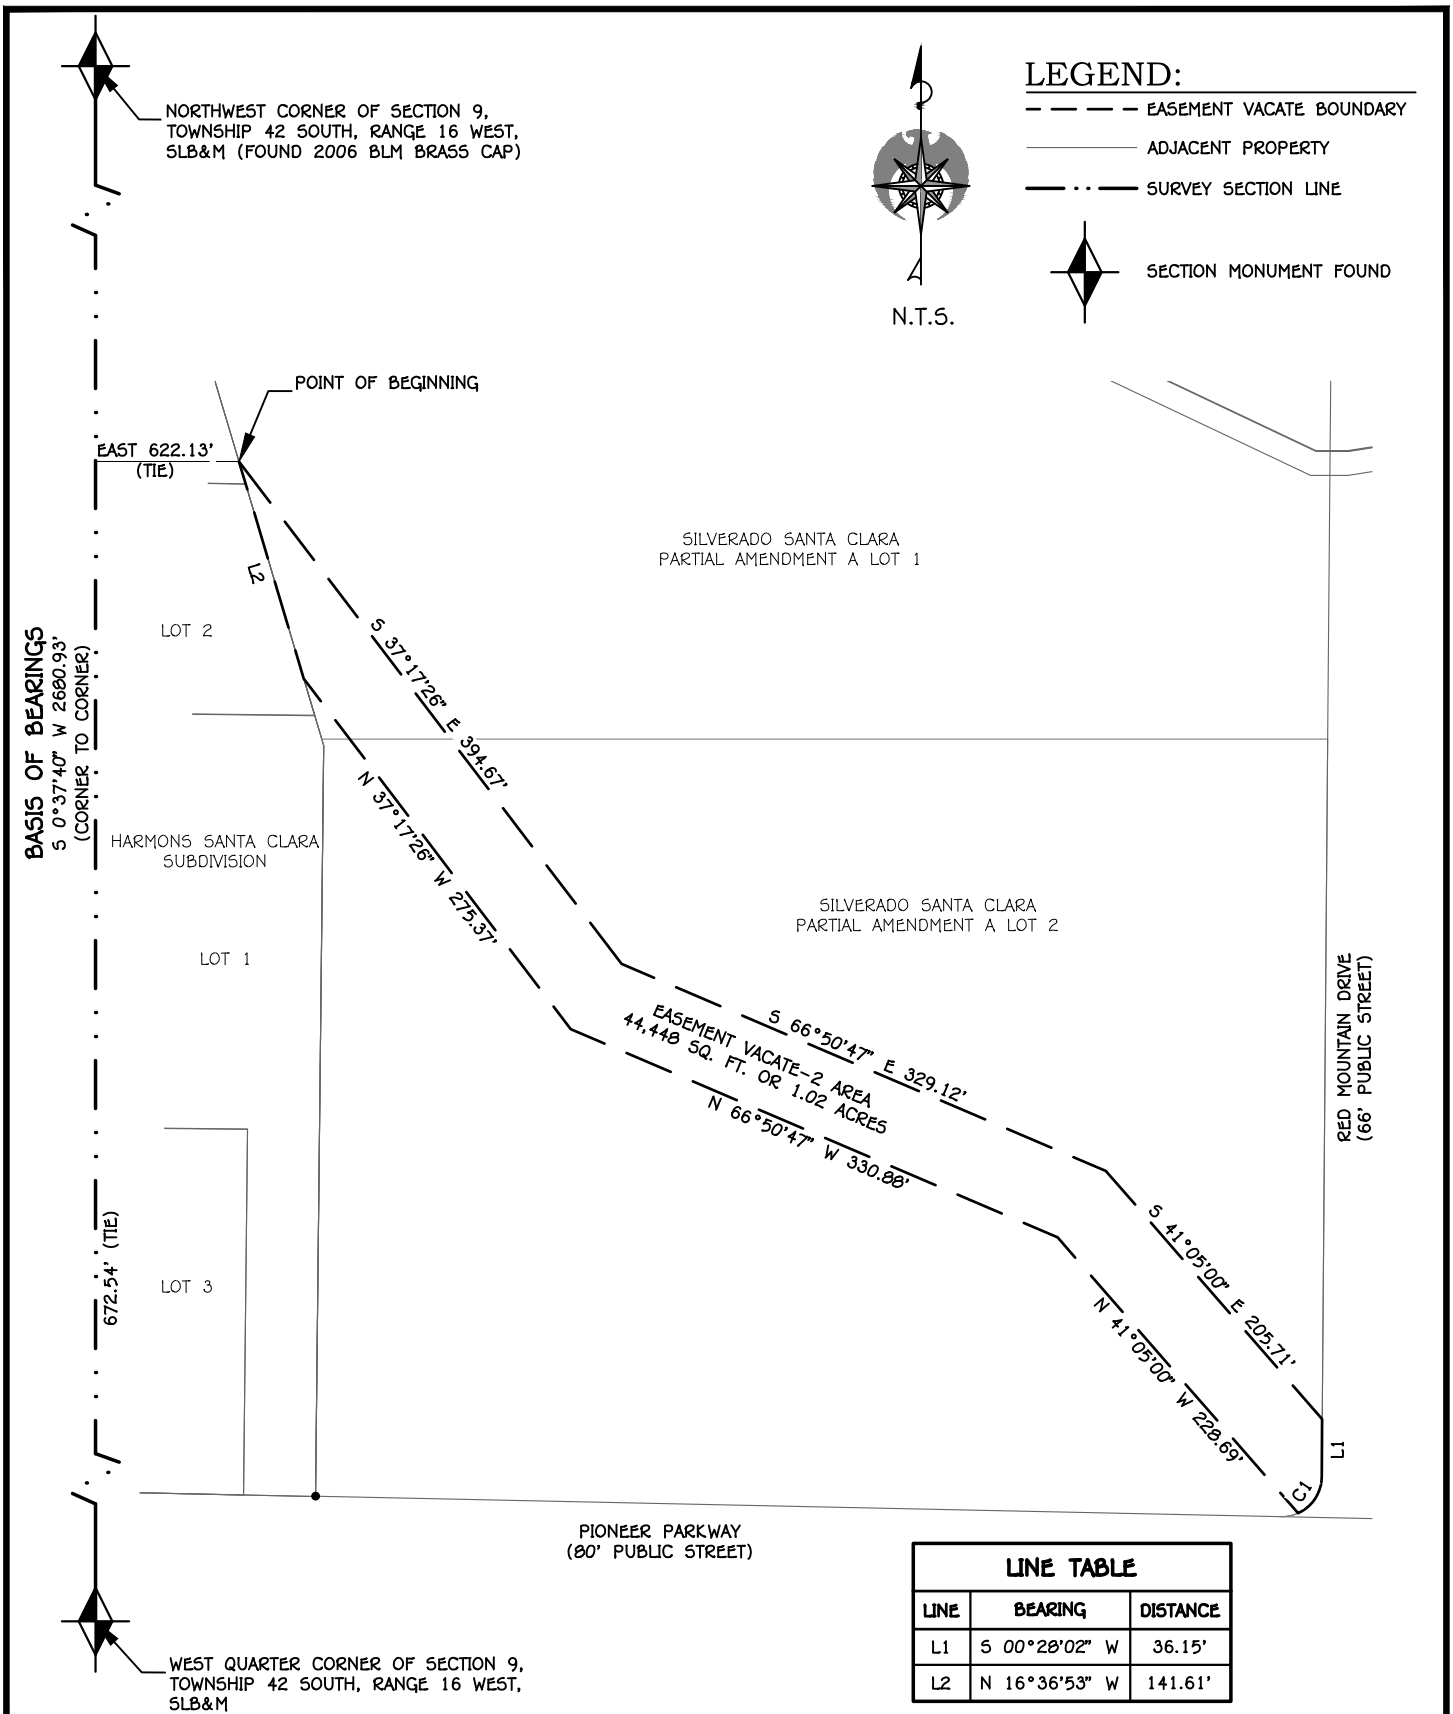 NORTHWEST CORNER OF SECTION 9,
TOWNSHIP 42 SOUTH, RANGE 16 WEST,
SLB&M (FOUND 2006 BLM BRASS CAP)
N.T.S.
LEGEND:
EASEMENT VACATE BOUNDARY
ADJACENT PROPERTY
SURVEY SECTION LINE
SECTION MONUMENT FOUND
POINT OF BEGINNING
EAST 622.13'
(TIE)
L2
SILVERADO SANTA CLARA
PARTIAL AMENDMENT A LOT 1
LOT 2
S 37°17'26" E 394.67'
BASIS OF BEARINGS
S 0°37'40" W 2680.93'
(CORNER TO CORNER)
N 37°17'26" W 275.37'
HARMONS SANTA CLARA
SUBDIVISION
LOT 1
SILVERADO SANTA CLARA
PARTIAL AMENDMENT A LOT 2
RED MOUNTAIN DRIVE
(66' PUBLIC STREET)
S 66°50'47" E 329.12'
EASEMENT VACATE-2 AREA
44,448 SQ. FT. OR 1.02 ACRES
N 66°50'47" W 330.88'
S 41°05'00" E 205.71'
N 41°05'00" W 228.69'
672.54' (TIE)
LOT 3
L1
C1
PIONEER PARKWAY
(80' PUBLIC STREET)
LINE TABLE
LINE BEARING DISTANCE
L1 S 00°28'02" W 36.15'
L2 N 16°36'53" W 141.61'
WEST QUARTER CORNER OF SECTION 9,
TOWNSHIP 42 SOUTH, RANGE 16 WEST,
SLB&M